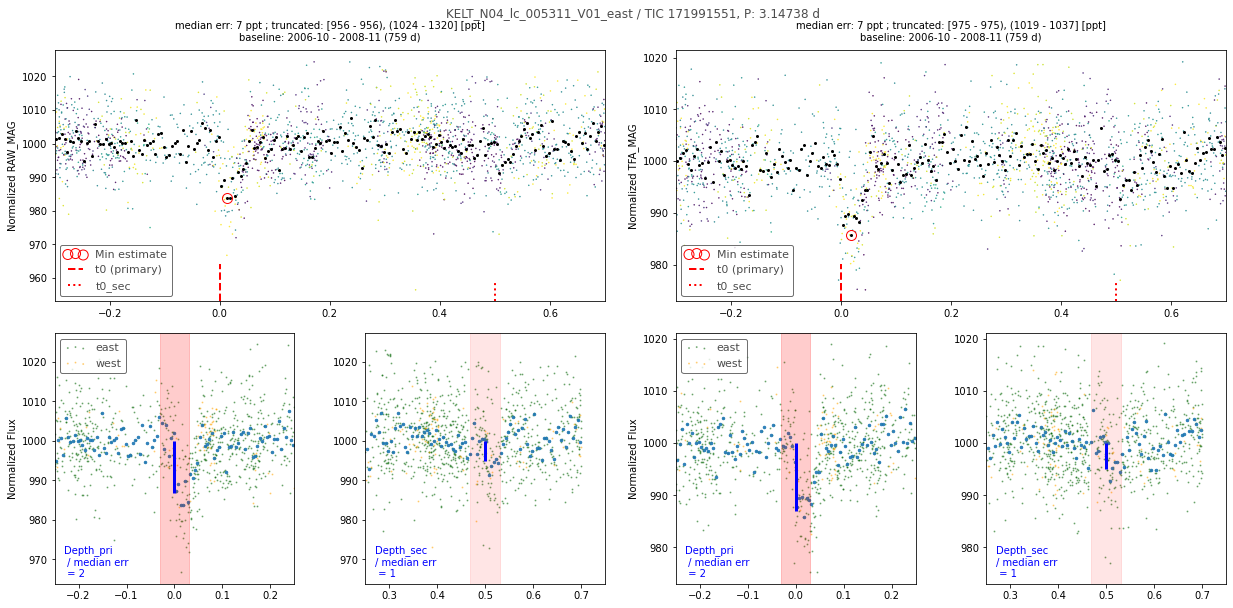 KELT_N04_lc_005311_V01_east / TIC 171991551, P: 3.14738 d
median err: 7 ppt ; truncated: [956 - 956), (1024 - 1320] [ppt]
baseline: 2006-10 - 2008-11 (759 d)
Normalized RAW_MAG
1020
1010
1000
990
980
970
960
Min estimate
t0 (primary)
t0_sec
−0.2
0.0
0.2
0.4
0.6
median err: 7 ppt ; truncated: [975 - 975), (1019 - 1037] [ppt]
baseline: 2006-10 - 2008-11 (759 d)
Normalized TFA_MAG
1020
1010
1000
990
980
Min estimate
t0 (primary)
t0_sec
−0.2
0.0
0.2
0.4
0.6
Normalized Flux
1020
1010
1000
990
980
970
east
west
Depth_pri
/ median err
= 2
−0.2
−0.1
0.0
0.1
0.2
1020
1010
1000
990
980
970
Depth_sec
/ median err
= 1
0.3
0.4
0.5
0.6
0.7
Normalized Flux
1020
1010
1000
990
980
east
west
Depth_pri
/ median err
= 2
−0.2
−0.1
0.0
0.1
0.2
1020
1010
1000
990
980
Depth_sec
/ median err
= 1
0.3
0.4
0.5
0.6
0.7